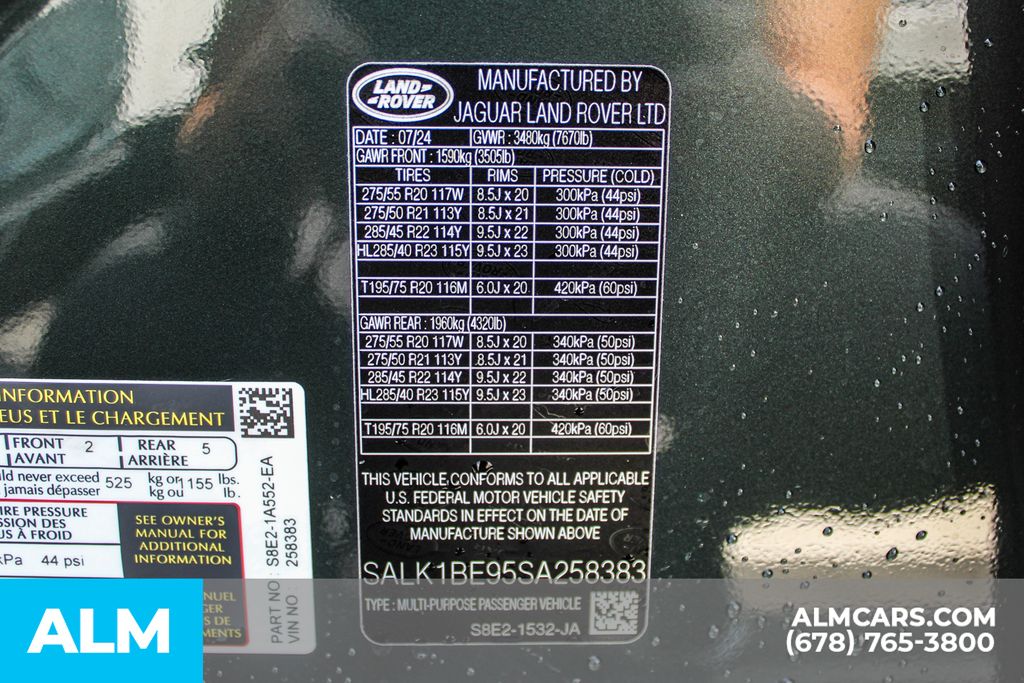 LAND-
-ROVER
MANUFACTURED BY
JAGUAR LAND ROVER LTD
DATE : 07/24 GVWR : 3480kg (7670lb)
GAWR FRONT : 1590kg (3505lb)
TIRES RIMS PRESSURE (COLD)
275/55 R20 117W 8.5J x 20 300kPa (44psi)
275/50 R21 113Y 8.5J x 21 300kPa (44psi)
285/45 R22 114Y 9.5J x 22 300kPa (44psi)
HL285/40 R23 115Y 9.5J x 23 300kPa (44psi)
T195/75 R20 116M 6.0J x 20 420kPa (60psi)
GAWR REAR : 1960kg (4320lb)
275/55 R20 117W 8.5J x 20 340kPa (50psi)
275/50 R21 113Y 8.5J x 21 340kPa (50psi)
285/45 R22 114Y 9.5J x 22 340kPa (50psi)
HL285/40 R23 115Y 9.5J x 23 340kPa (50psi)
T195/75 R20 116M 6.0J x 20 420kPa (60psi)
THIS VEHICLE CONFORMS TO ALL APPLICABLE
U.S. FEDERAL MOTOR VEHICLE SAFETY
STANDARDS IN EFFECT ON THE DATE OF
MANUFACTURE SHOWN ABOVE
SALK1BE95SA258383
TYPE : MULTI-PURPOSE PASSENGER VEHICLE
S8E2-1532-JA
INFORMATION
EUS ET LE CHARGEMENT
FRONT 2 REAR 5
AVANT ARRIÈRE
uld never exceed 525 kg or 1155 lbs.
jamais dépasser kg ou lb.
IRE PRESSURE
SSION DES
US À FROID
kPa 44 psi
SEE OWNER'S
MANUAL FOR
ADDITIONAL
INFORMATION
NUEL
GER
DE
MENTS
PART NO : S8E2-1A552-EA
VIN NO : 258383
ALM
ALMCARS.COM
(678) 765-3800